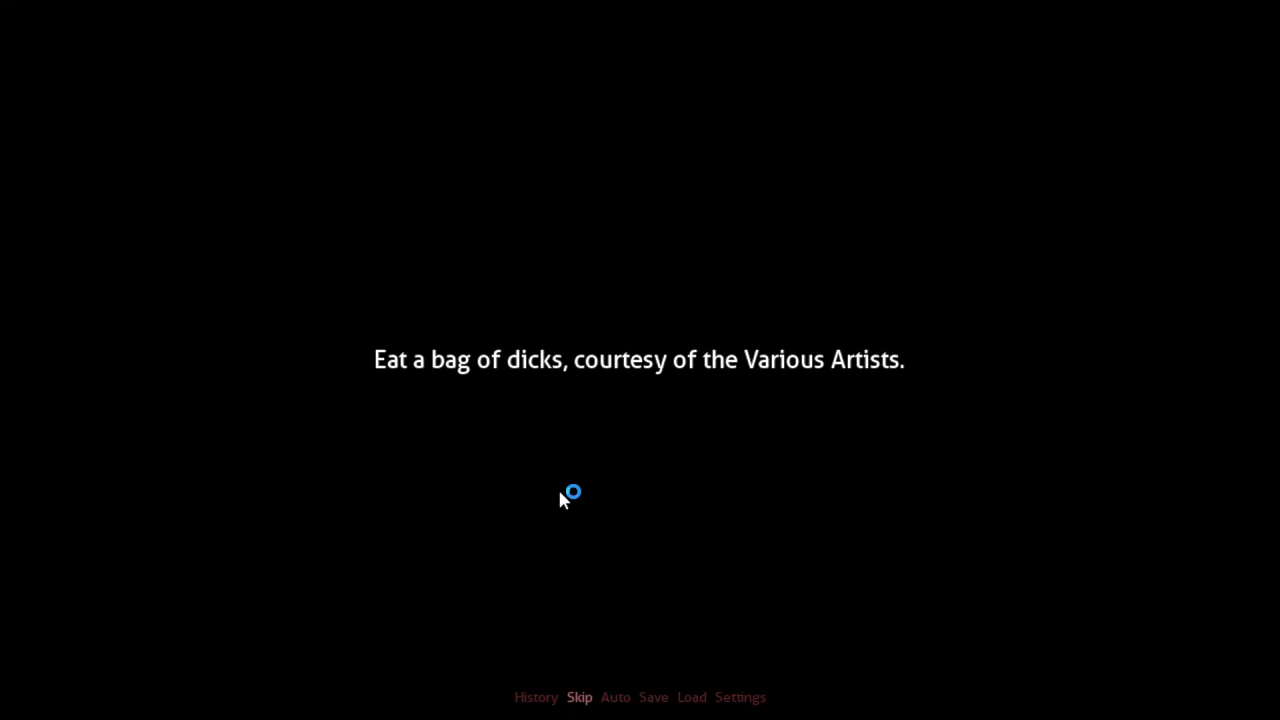 Eat a bag of dicks, courtesy of the Various Artists.
History Skip Auto Save Load Settings